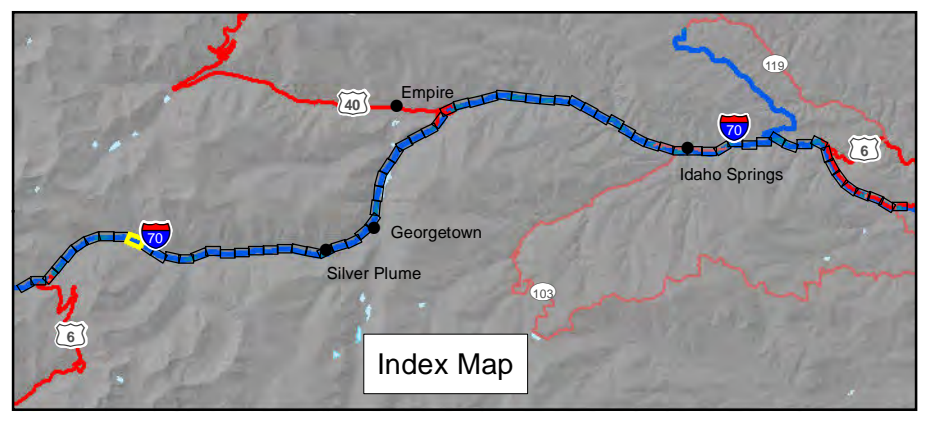 119
Empire
40
70
6
Idaho Springs
Georgetown
70
Silver Plume
103
6
Index Map